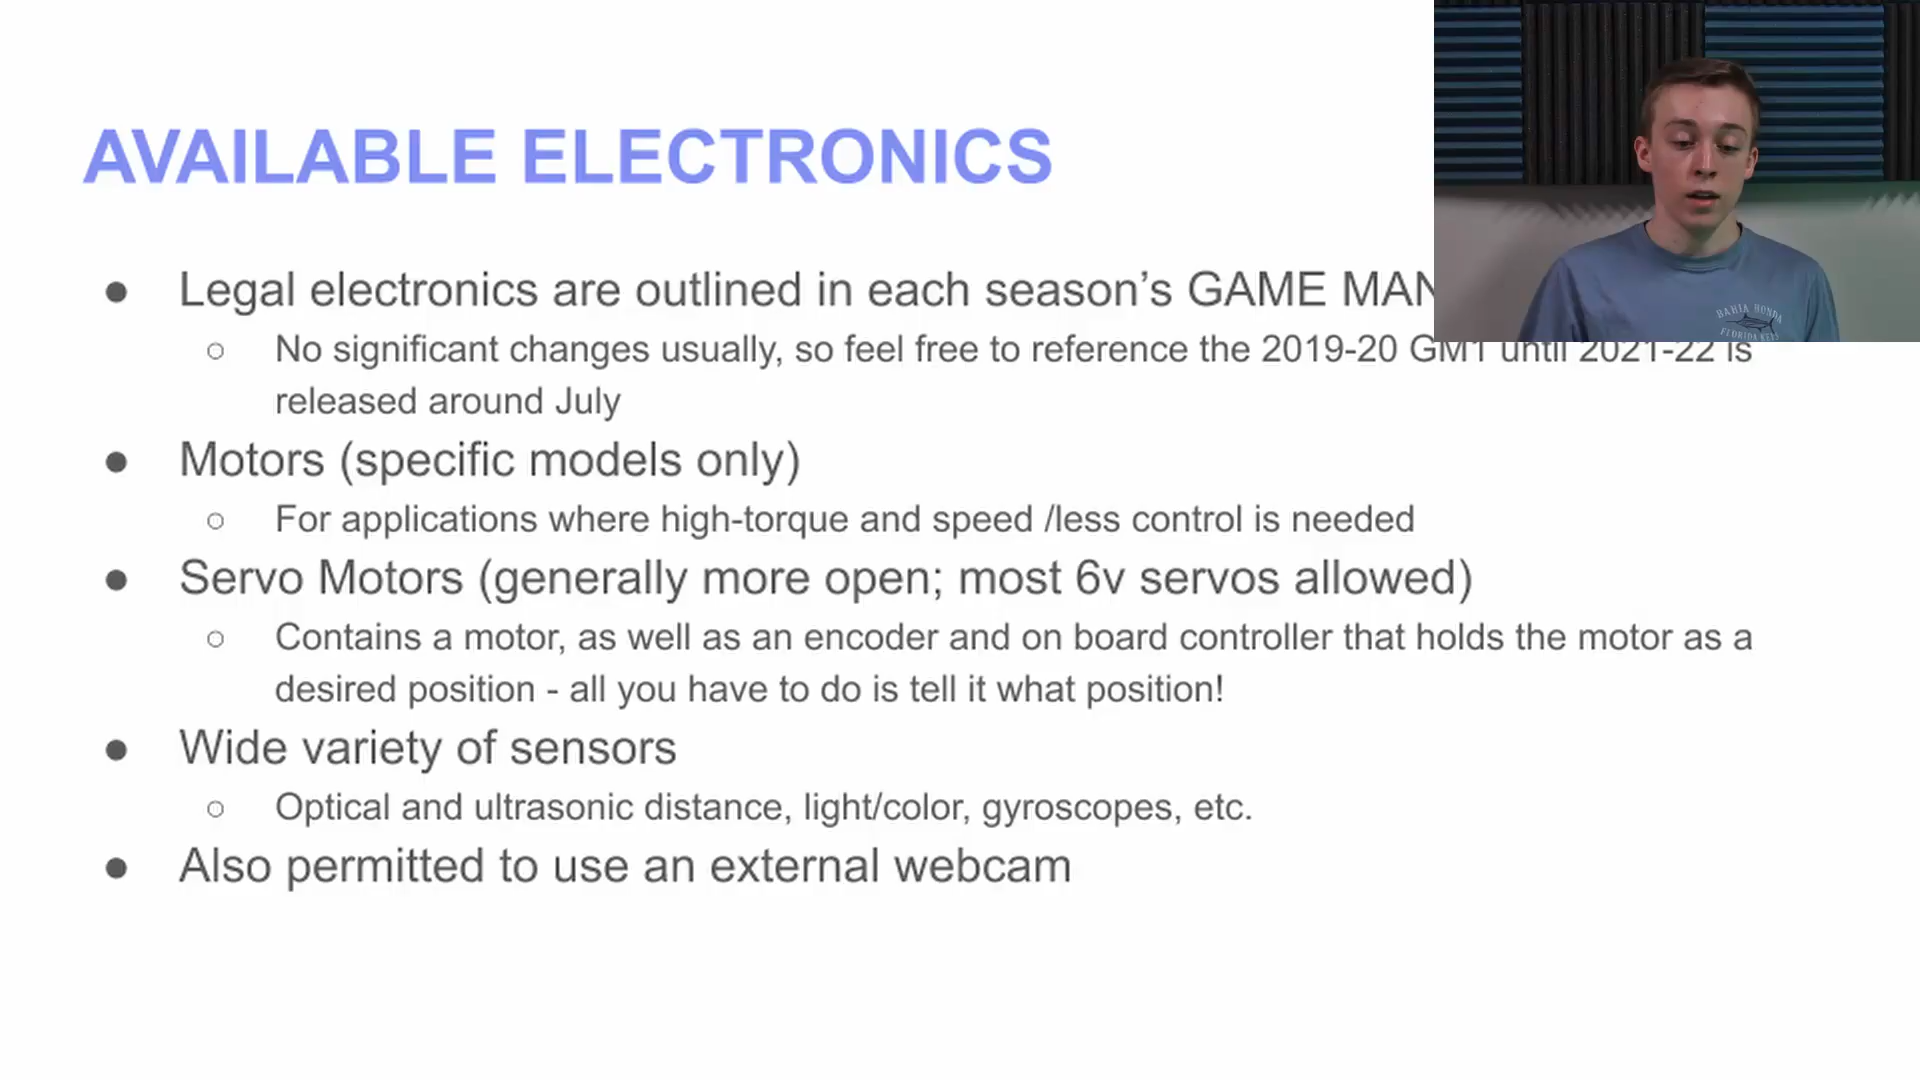 AVAILABLE ELECTRONICS
● Legal electronics are outlined in each season’s GAME
○ No significant changes usually, so feel free to reference the 2019-20 GM1 until 2021-22 is
released around July
● Motors (specific models only)
○ For applications where high-torque and speed /less control is needed
● Servo Motors (generally more open; most 6v servos allowed)
○ Contains a motor, as well as an encoder and on board controller that holds the motor as a
desired position - all you have to do is tell it what position!
● Wide variety of sensors
○ Optical and ultrasonic distance, light/color, gyroscopes, etc.
● Also permitted to use an external webcam
BAHIA HONDA
FLORIDA KEYS